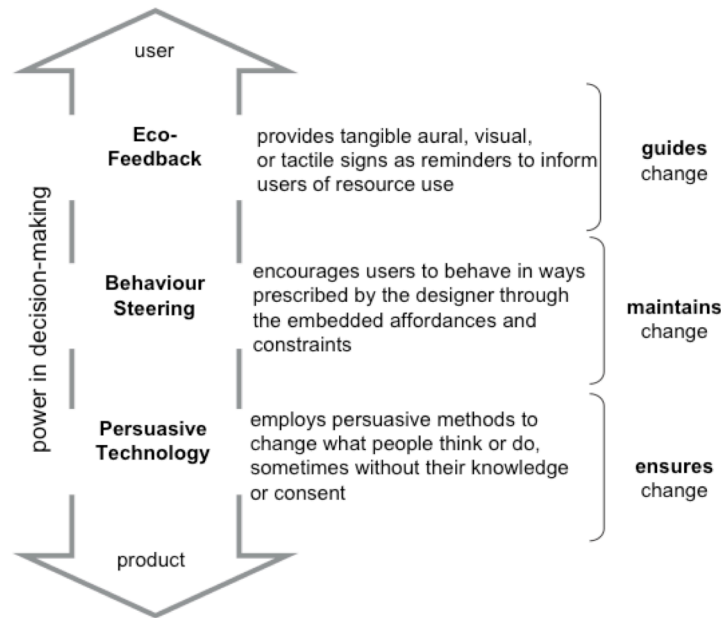 user
Eco-
Feedback
provides tangible aural, visual,
or tactile signs as reminders to inform
users of resource use
guides
change
power in decision-making
Behaviour
Steering
encourages users to behave in ways
prescribed by the designer through
the embedded affordances and
constraints
maintains
change
Persuasive
Technology
employs persuasive methods to
change what people think or do,
sometimes without their knowledge
or consent
ensures
change
product